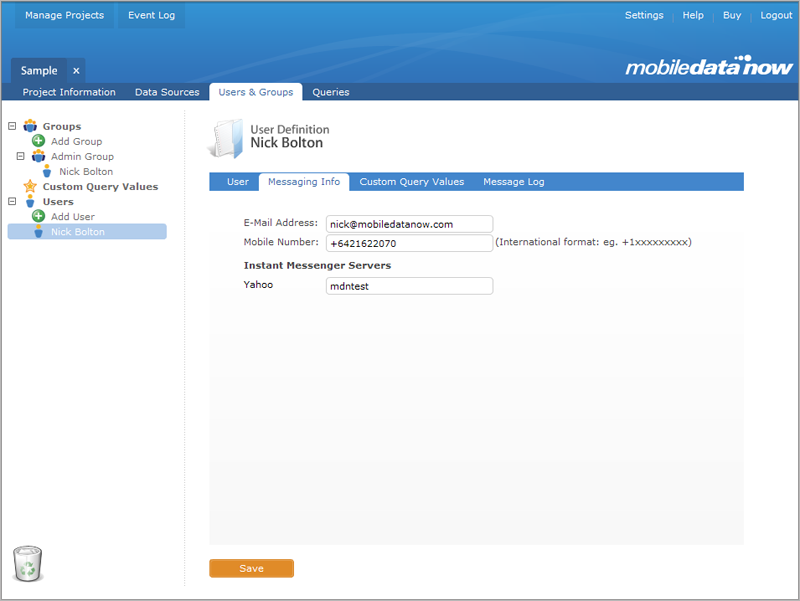 Manage Projects Event Log Settings Help Buy Logout
Sample x
mobiledatanow
Project Information Data Sources Users & Groups Queries
Groups
Add Group
Admin Group
Nick Bolton
Custom Query Values
Users
Add User
Nick Bolton
User Definition
Nick Bolton
User Messaging Info Custom Query Values Message Log
E-Mail Address: nick@mobiledatanow.com
Mobile Number: +6421622070 (International format: eg. +1xxxxxxxxx)
Instant Messenger Servers
Yahoo mdntest
Save